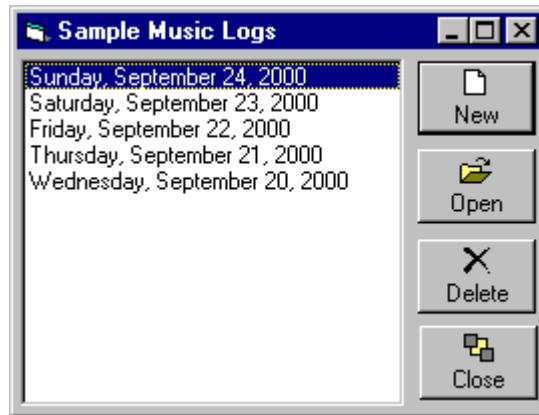 Sample Music Logs
Sunday, September 24, 2000
Saturday, September 23, 2000
Friday, September 22, 2000
Thursday, September 21, 2000
Wednesday, September 20, 2000
New
Open
Delete
Close